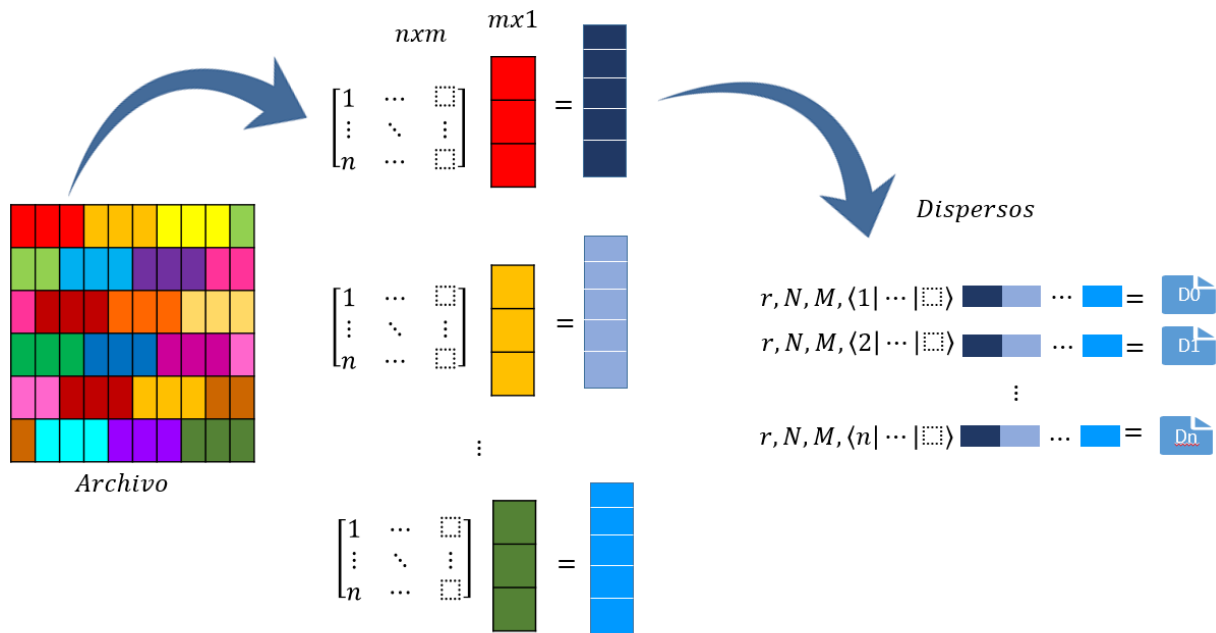 nxm
mx1
[1 ⋯ ⬚
⋮ ⋱ ⋮
n ⋯ ⬚] =
Archivo
[1 ⋯ ⬚
⋮ ⋱ ⋮
n ⋯ ⬚] =
⋮
[1 ⋯ ⬚
⋮ ⋱ ⋮
n ⋯ ⬚] =
Dispersos
r, N, M, ⟨1| ⋯ |⬚⟩ ⋯ = D0
r, N, M, ⟨2| ⋯ |⬚⟩ ⋯ = D1
⋮
r, N, M, ⟨n| ⋯ |⬚⟩ ⋯ = Dn